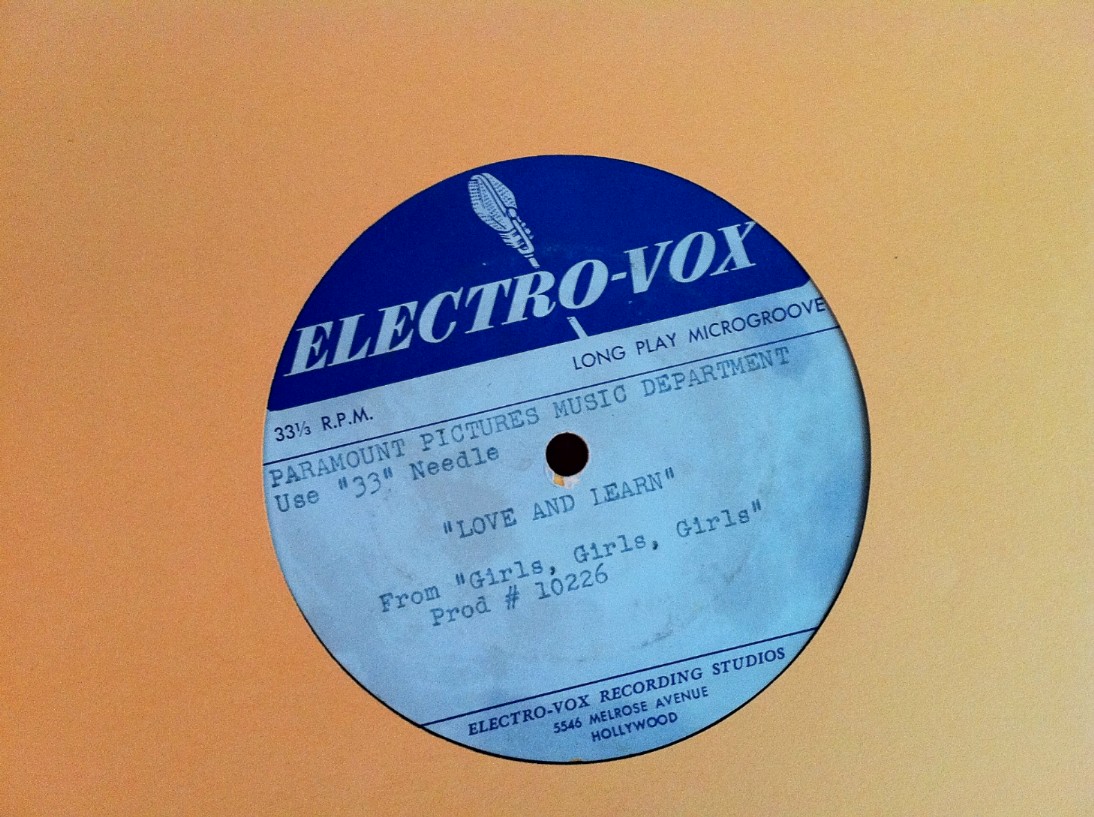 ELECTRO-VOX
LONG PLAY MICROGROOVE
33⅓ R.P.M.
PARAMOUNT PICTURES MUSIC DEPARTMENT
Use "33" Needle
"LOVE AND LEARN"
From "Girls, Girls, Girls"
Prod # 10226
ELECTRO-VOX RECORDING STUDIOS
5546 MELROSE AVENUE
HOLLYWOOD